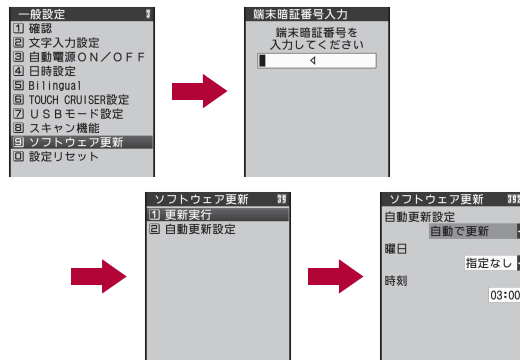 一般設定
1 確認
2 文字入力設定
3 自動電源ON/OFF
4 日時設定
5 Bilingual
6 TOUCH CRUISER設定
7 USBモード設定
8 スキャン機能
9 ソフトウェア更新
0 設定リセット
端末暗証番号入力
端末暗証番号を
入力してください
ソフトウェア更新
1 更新実行
2 自動更新設定
ソフトウェア更新
自動更新設定
自動で更新
曜日
指定なし
時刻
03:00